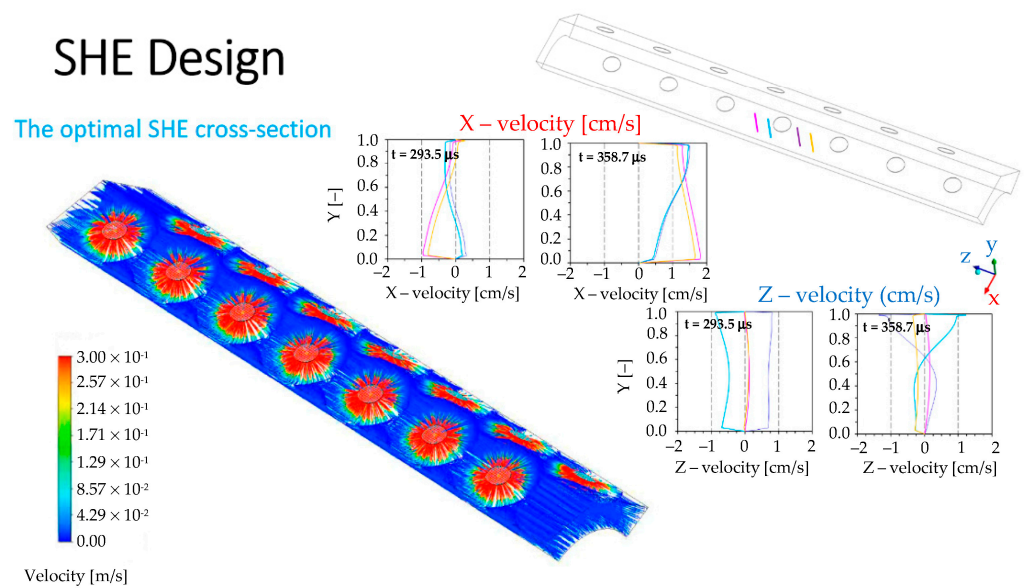 SHE Design
The optimal SHE cross-section
X – velocity [cm/s]
t = 293.5 µs
1.0
0.8
0.6
0.4
0.2
0.0
Y [–]
−2 −1 0 1 2
X – velocity [cm/s]
t = 358.7 µs
1.0
0.8
0.6
0.4
0.2
0.0
−2 −1 0 1 2
X – velocity [cm/s]
Z – velocity (cm/s)
t = 293.5 µs
1.0
0.8
0.6
0.4
0.2
0.0
Y [–]
−2 −1 0 1 2
Z – velocity [cm/s]
t = 358.7 µs
1.0
0.8
0.6
0.4
0.2
0.0
−2 −1 0 1 2
Z – velocity [cm/s]
y
z
x
3.00 × 10⁻¹
2.57 × 10⁻¹
2.14 × 10⁻¹
1.71 × 10⁻¹
1.29 × 10⁻¹
8.57 × 10⁻²
4.29 × 10⁻²
0.00
Velocity [m/s]